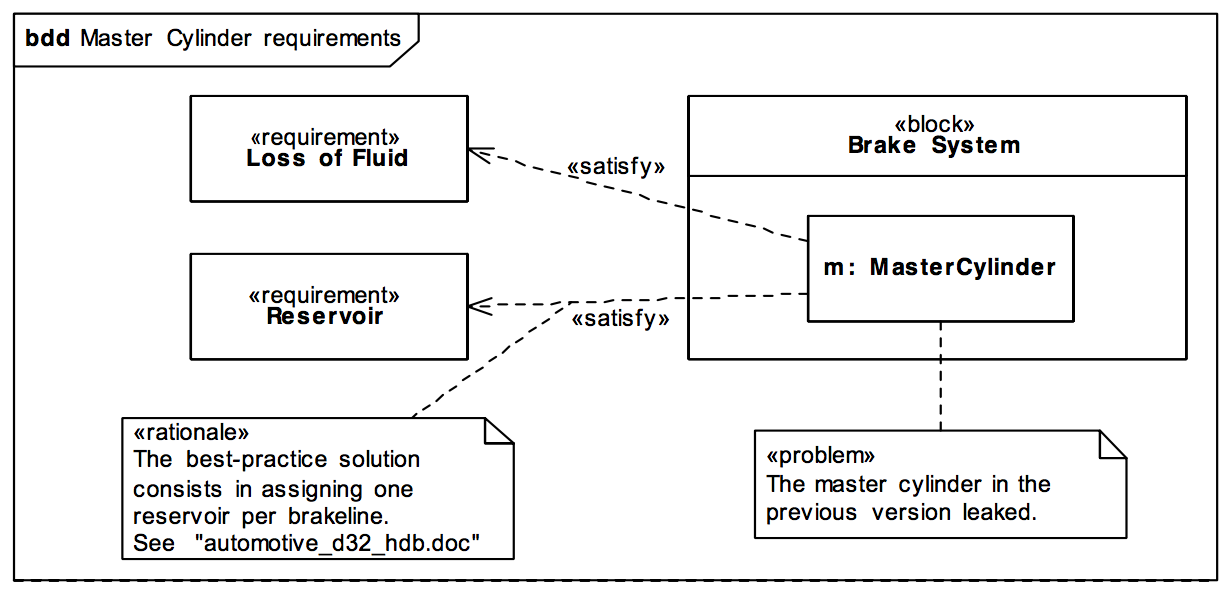 bdd Master Cylinder requirements
«requirement»
Loss of Fluid
«satisfy»
«block»
Brake System
m: MasterCylinder
«requirement»
Reservoir
«satisfy»
«rationale»
The best-practice solution
consists in assigning one
reservoir per brakeline.
See "automotive_d32_hdb.doc"
«problem»
The master cylinder in the
previous version leaked.